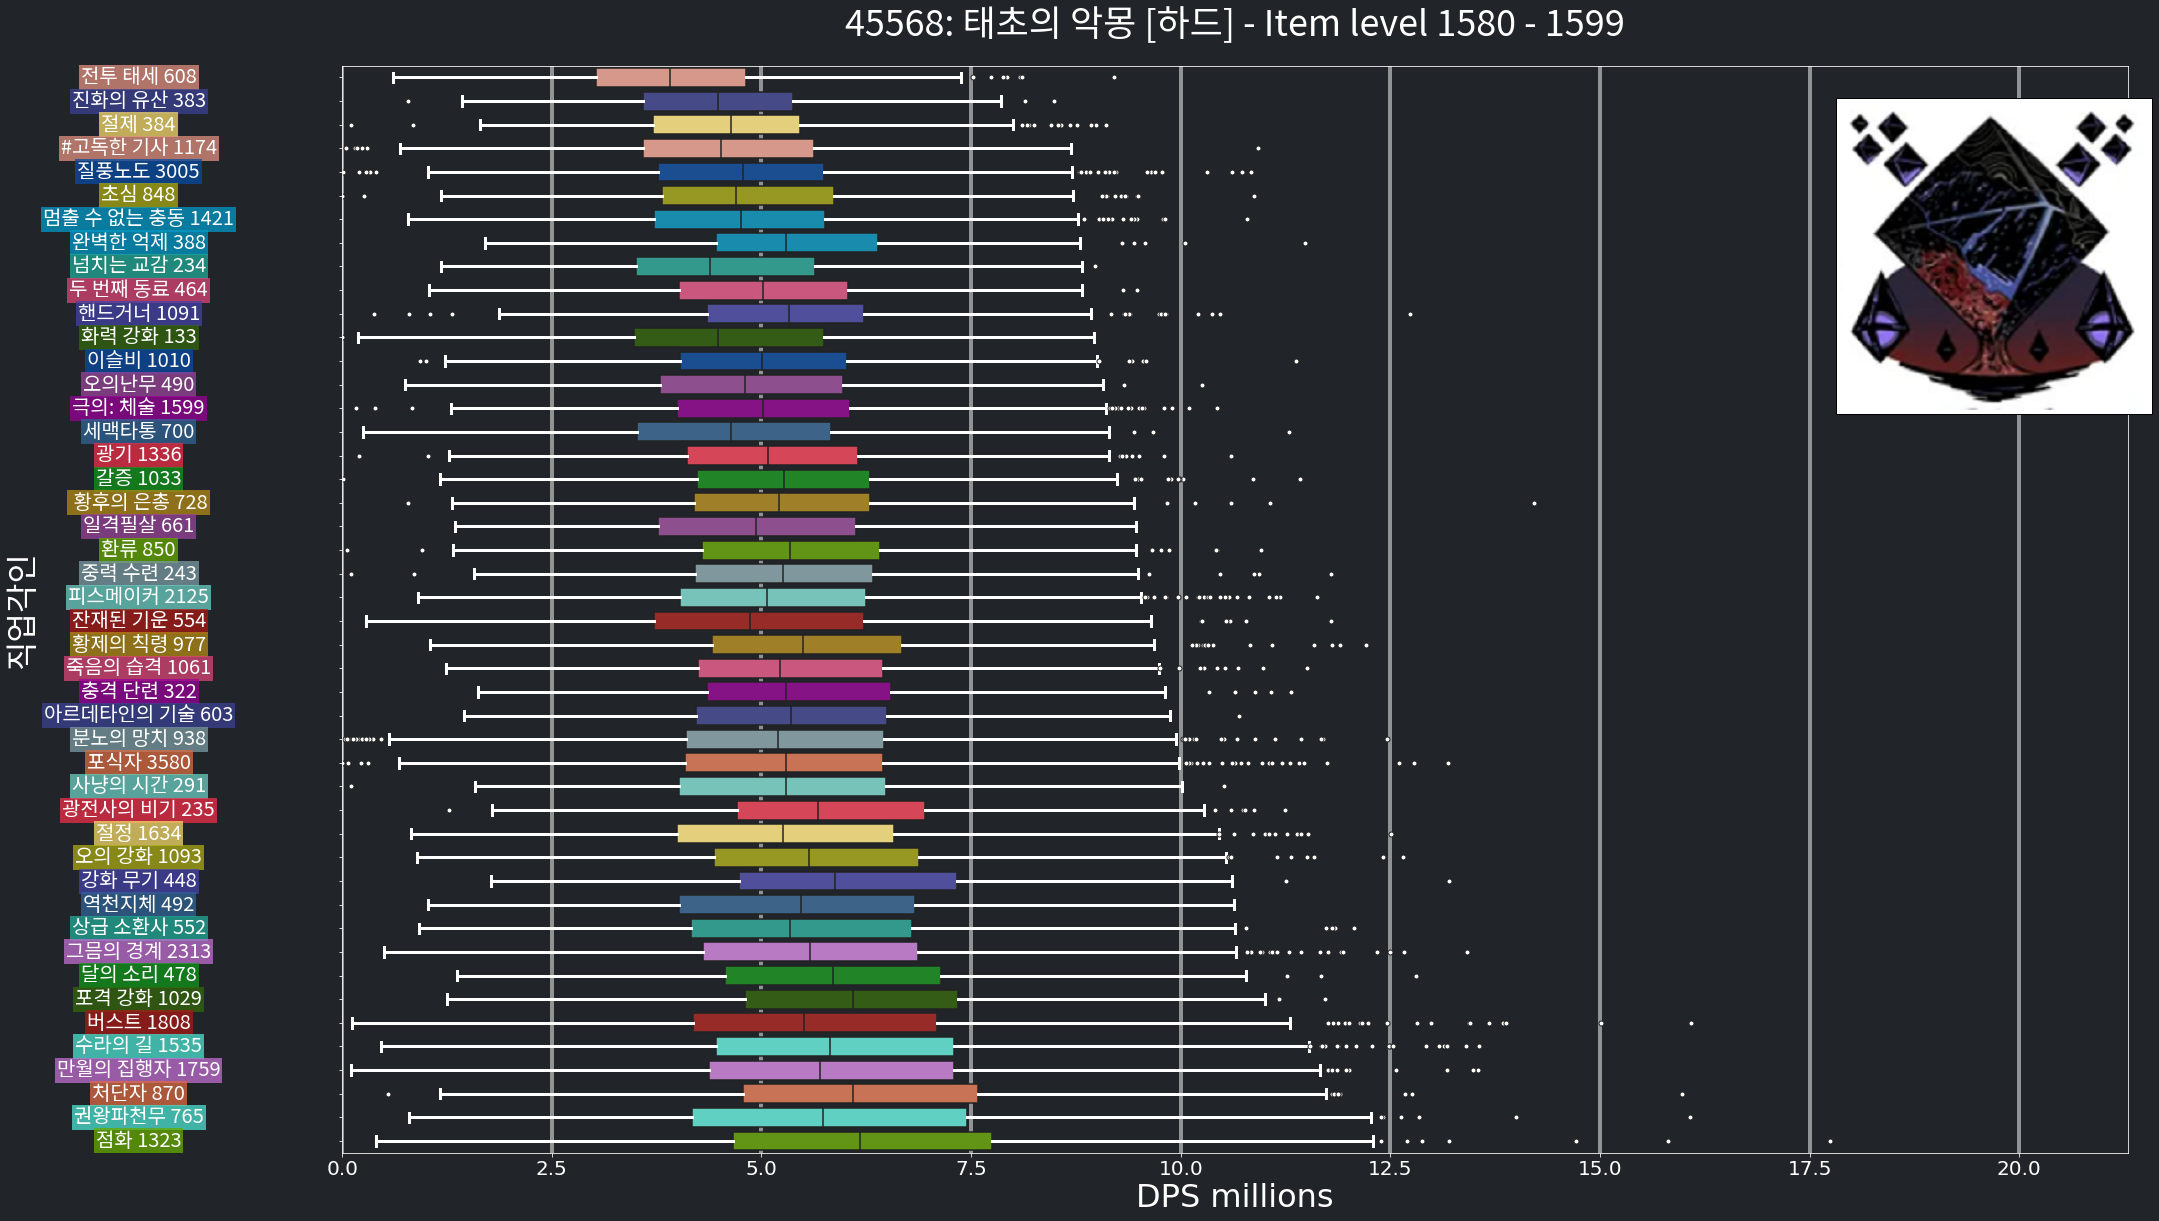 45568: 태초의 악몽 [하드] - Item level 1580 - 1599
직업각인
전투 태세 608
진화의 유산 383
절제 384
#고독한 기사 1174
질풍노도 3005
초심 848
멈출 수 없는 충동 1421
완벽한 억제 388
넘치는 교감 234
두 번째 동료 464
핸드거너 1091
화력 강화 133
이슬비 1010
오의난무 490
극의: 체술 1599
세맥타통 700
광기 1336
갈증 1033
황후의 은총 728
일격필살 661
환류 850
중력 수련 243
피스메이커 2125
잔재된 기운 554
황제의 칙령 977
죽음의 습격 1061
충격 단련 322
아르데타인의 기술 603
분노의 망치 938
포식자 3580
사냥의 시간 291
광전사의 비기 235
절정 1634
오의 강화 1093
강화 무기 448
역천지체 492
상급 소환사 552
그믐의 경계 2313
달의 소리 478
포격 강화 1029
버스트 1808
수라의 길 1535
만월의 집행자 1759
처단자 870
권왕파천무 765
점화 1323
0.0 2.5 5.0 7.5 10.0 12.5 15.0 17.5 20.0
DPS millions